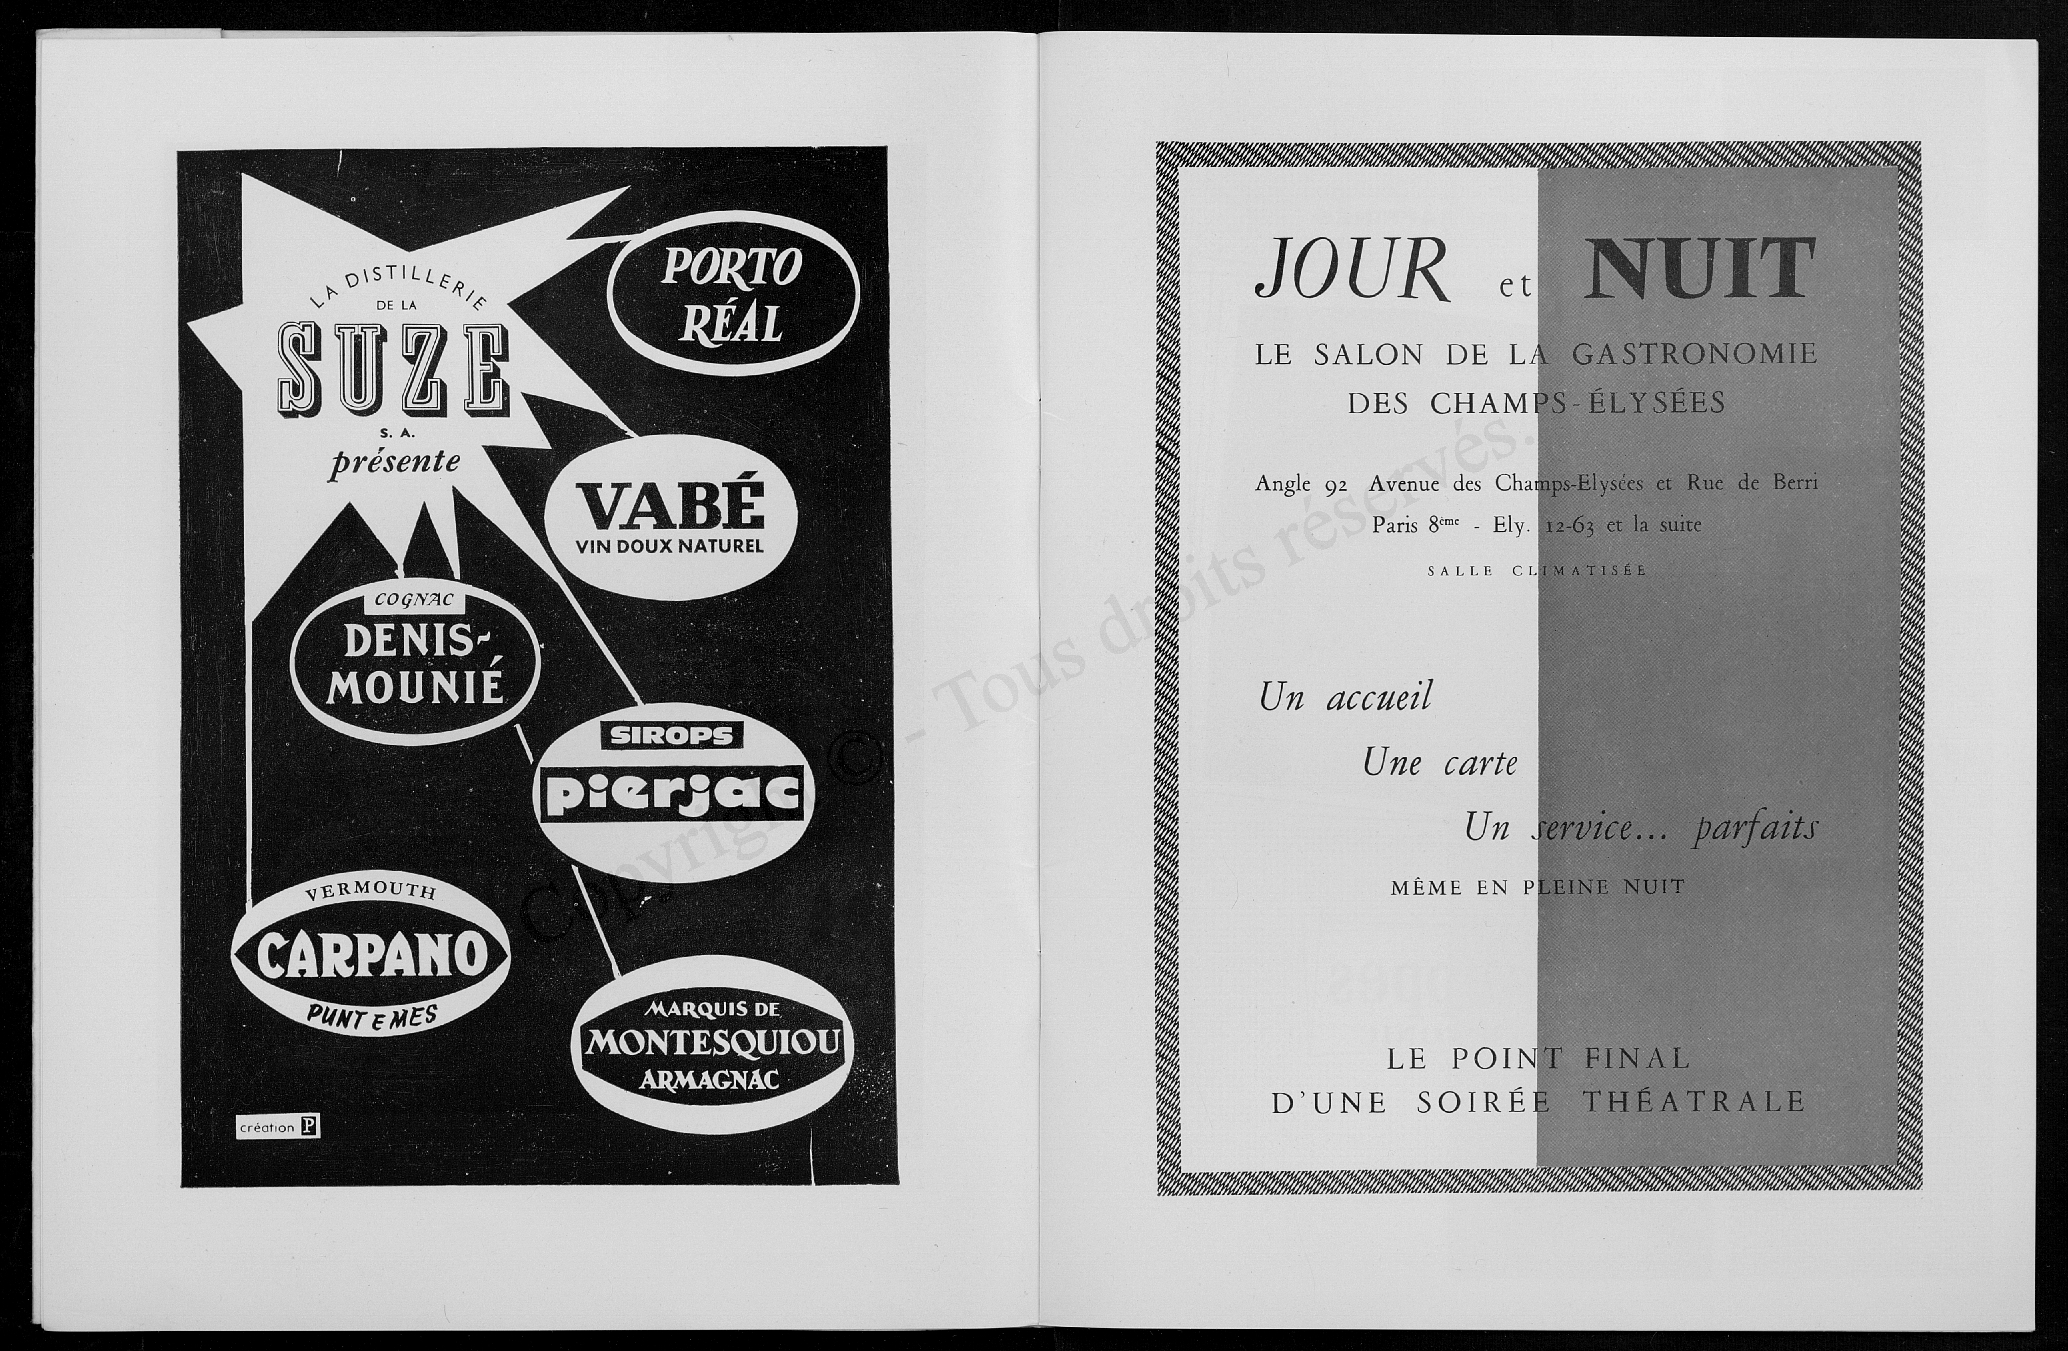 LA DISTILLERIE
DE LA
SUZE
S. A.
présente
PORTO
RÉAL
VABÉ
VIN DOUX NATUREL
COGNAC
DENIS-
MOUNIÉ
SIROPS
pierjac
VERMOUTH
CARPANO
PUNT E MES
MARQUIS DE
MONTESQUIOU
ARMAGNAC
création P
JOUR et NUIT
LE SALON DE LA GASTRONOMIE
DES CHAMPS-ÉLYSÉES
Angle 92 Avenue des Champs-Elysées et Rue de Berri
Paris 8ème - Ely. 12-63 et la suite
SALLE CLIMATISÉE
Un accueil
Une carte
Un service... parfaits
MÊME EN PLEINE NUIT
LE POINT FINAL
D'UNE SOIRÉE THÉATRALE
Copyright © - Tous droits réservés.